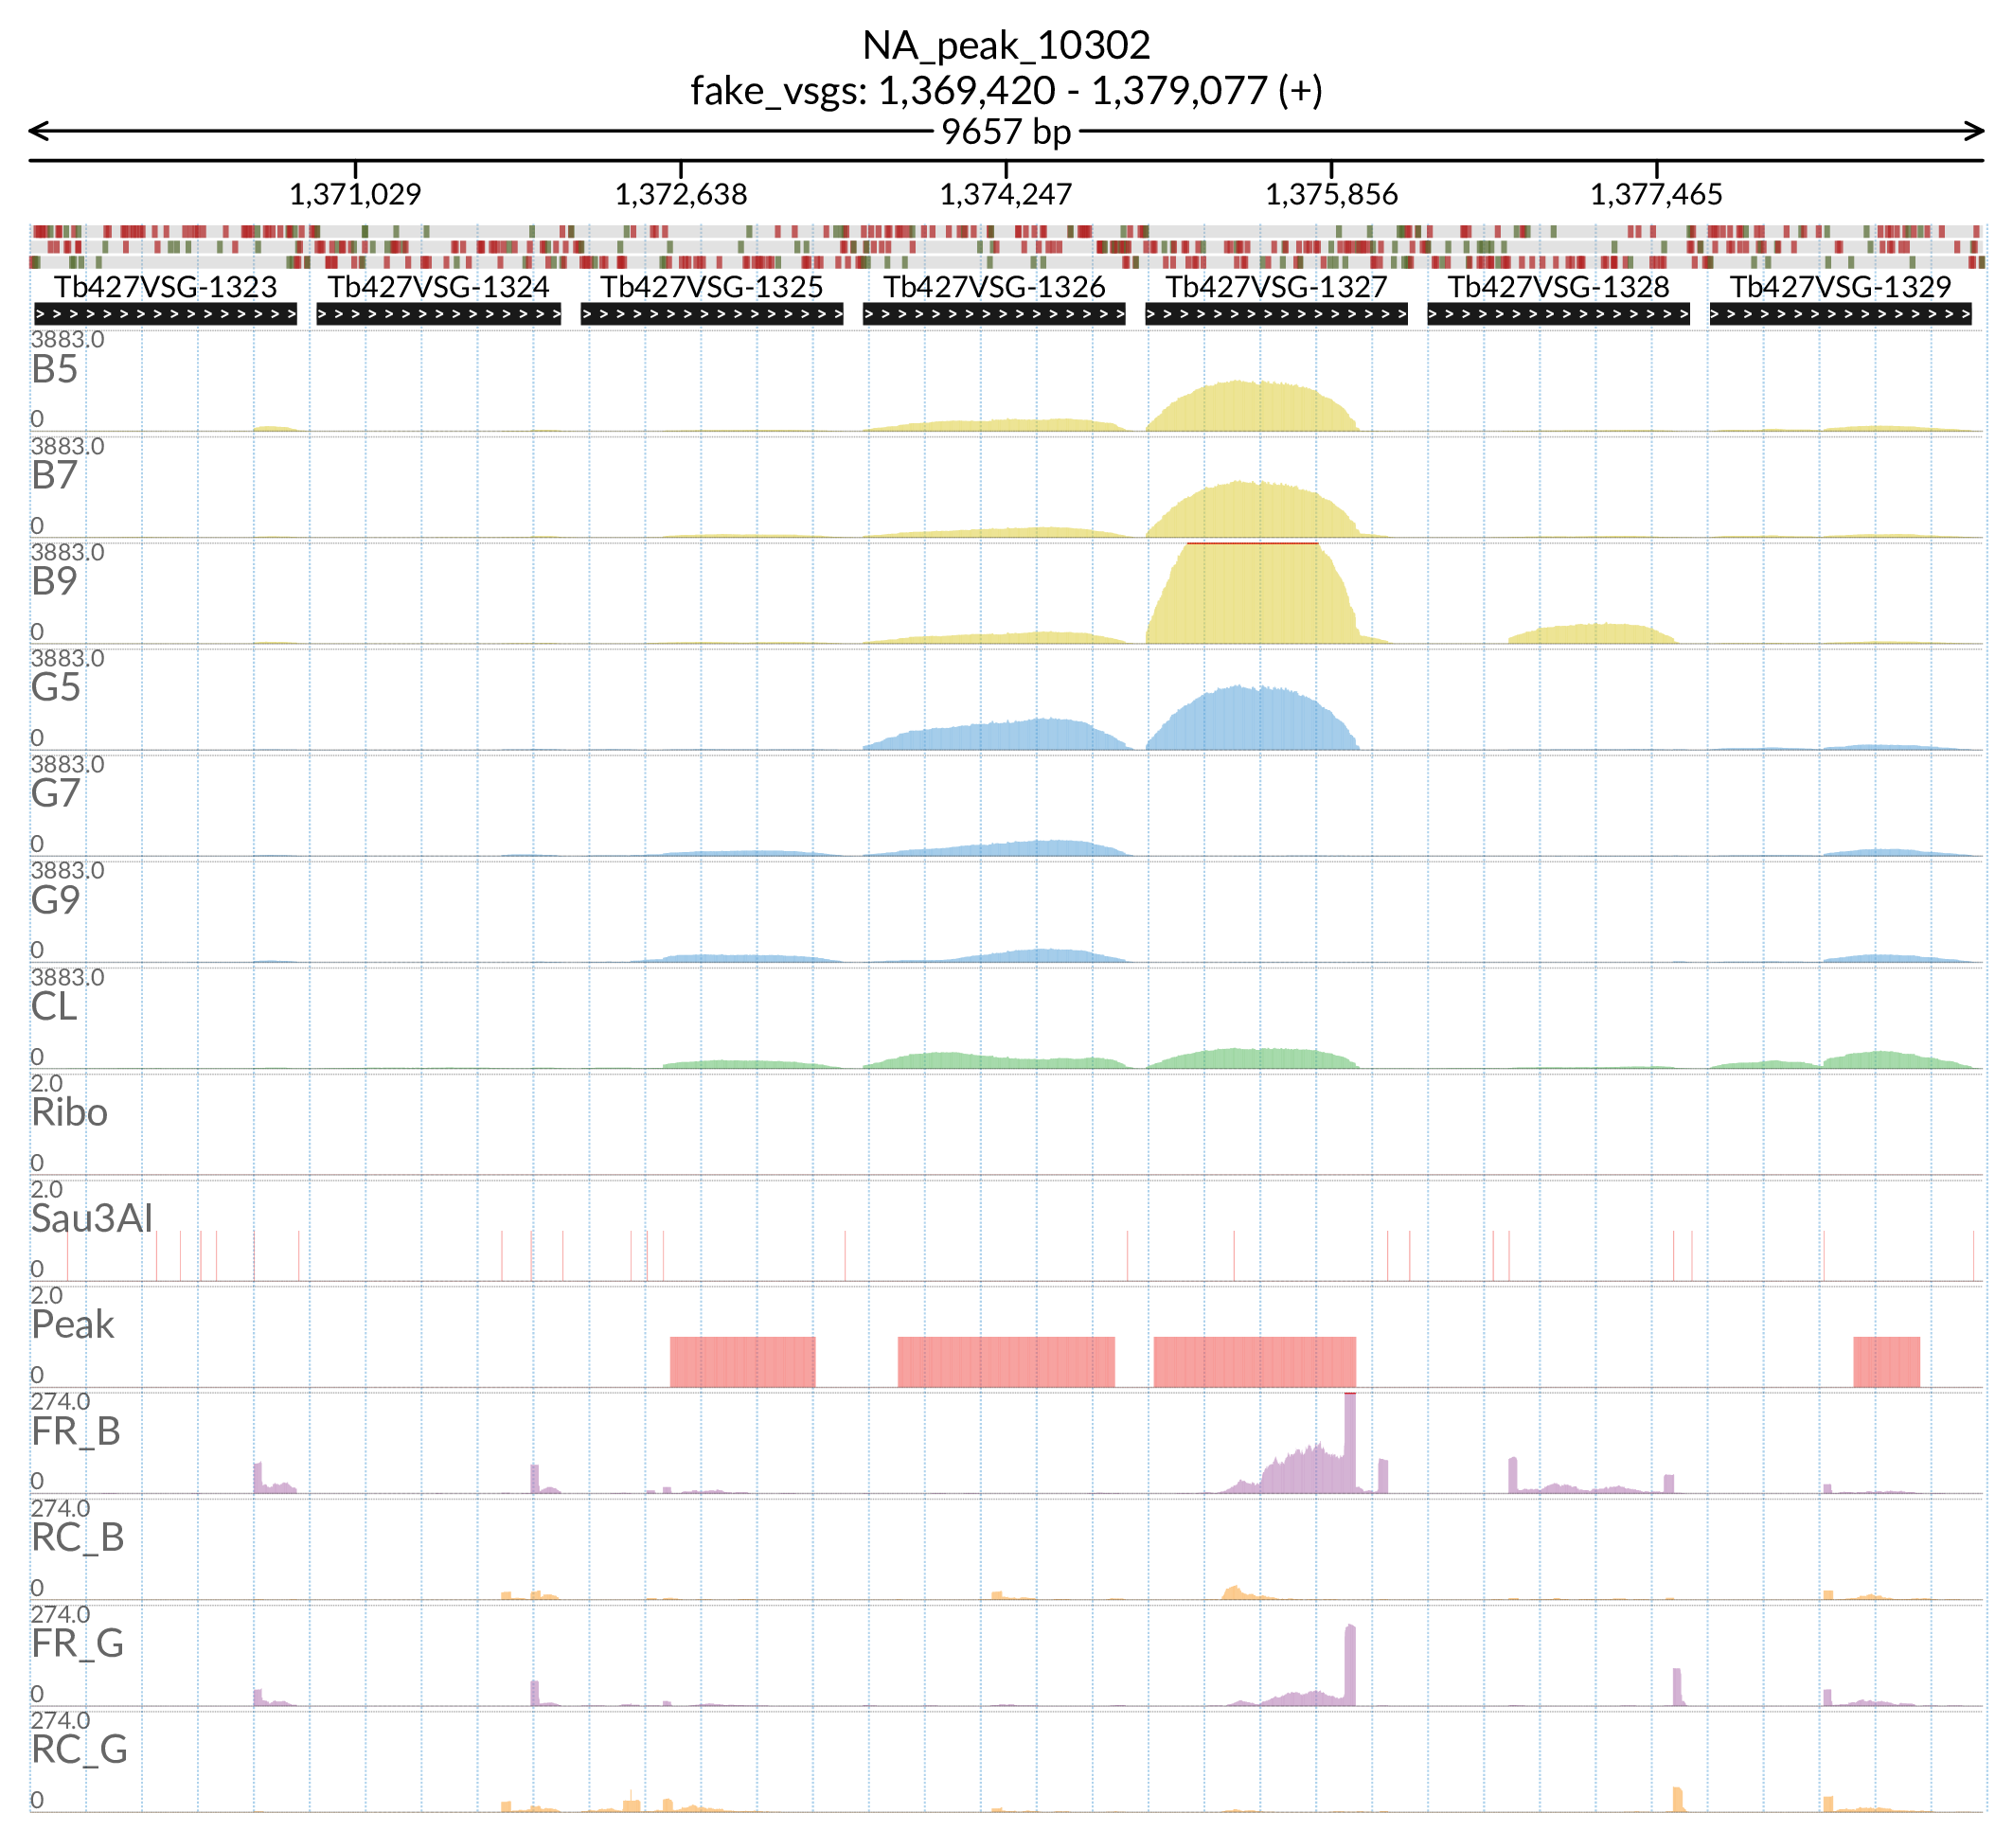 NA_peak_10302
fake_vsgs: 1,369,420 - 1,379,077 (+)
9657 bp
1,371,029 1,372,638 1,374,247 1,375,856 1,377,465
Tb427VSG-1323 Tb427VSG-1324 Tb427VSG-1325 Tb427VSG-1326 Tb427VSG-1327 Tb427VSG-1328 Tb427VSG-1329
3883.0
B5
0
3883.0
B7
0
3883.0
B9
0
3883.0
G5
0
3883.0
G7
0
3883.0
G9
0
3883.0
CL
0
2.0
Ribo
0
2.0
Sau3AI
0
2.0
Peak
0
274.0
FR_B
0
274.0
RC_B
0
274.0
FR_G
0
274.0
RC_G
0